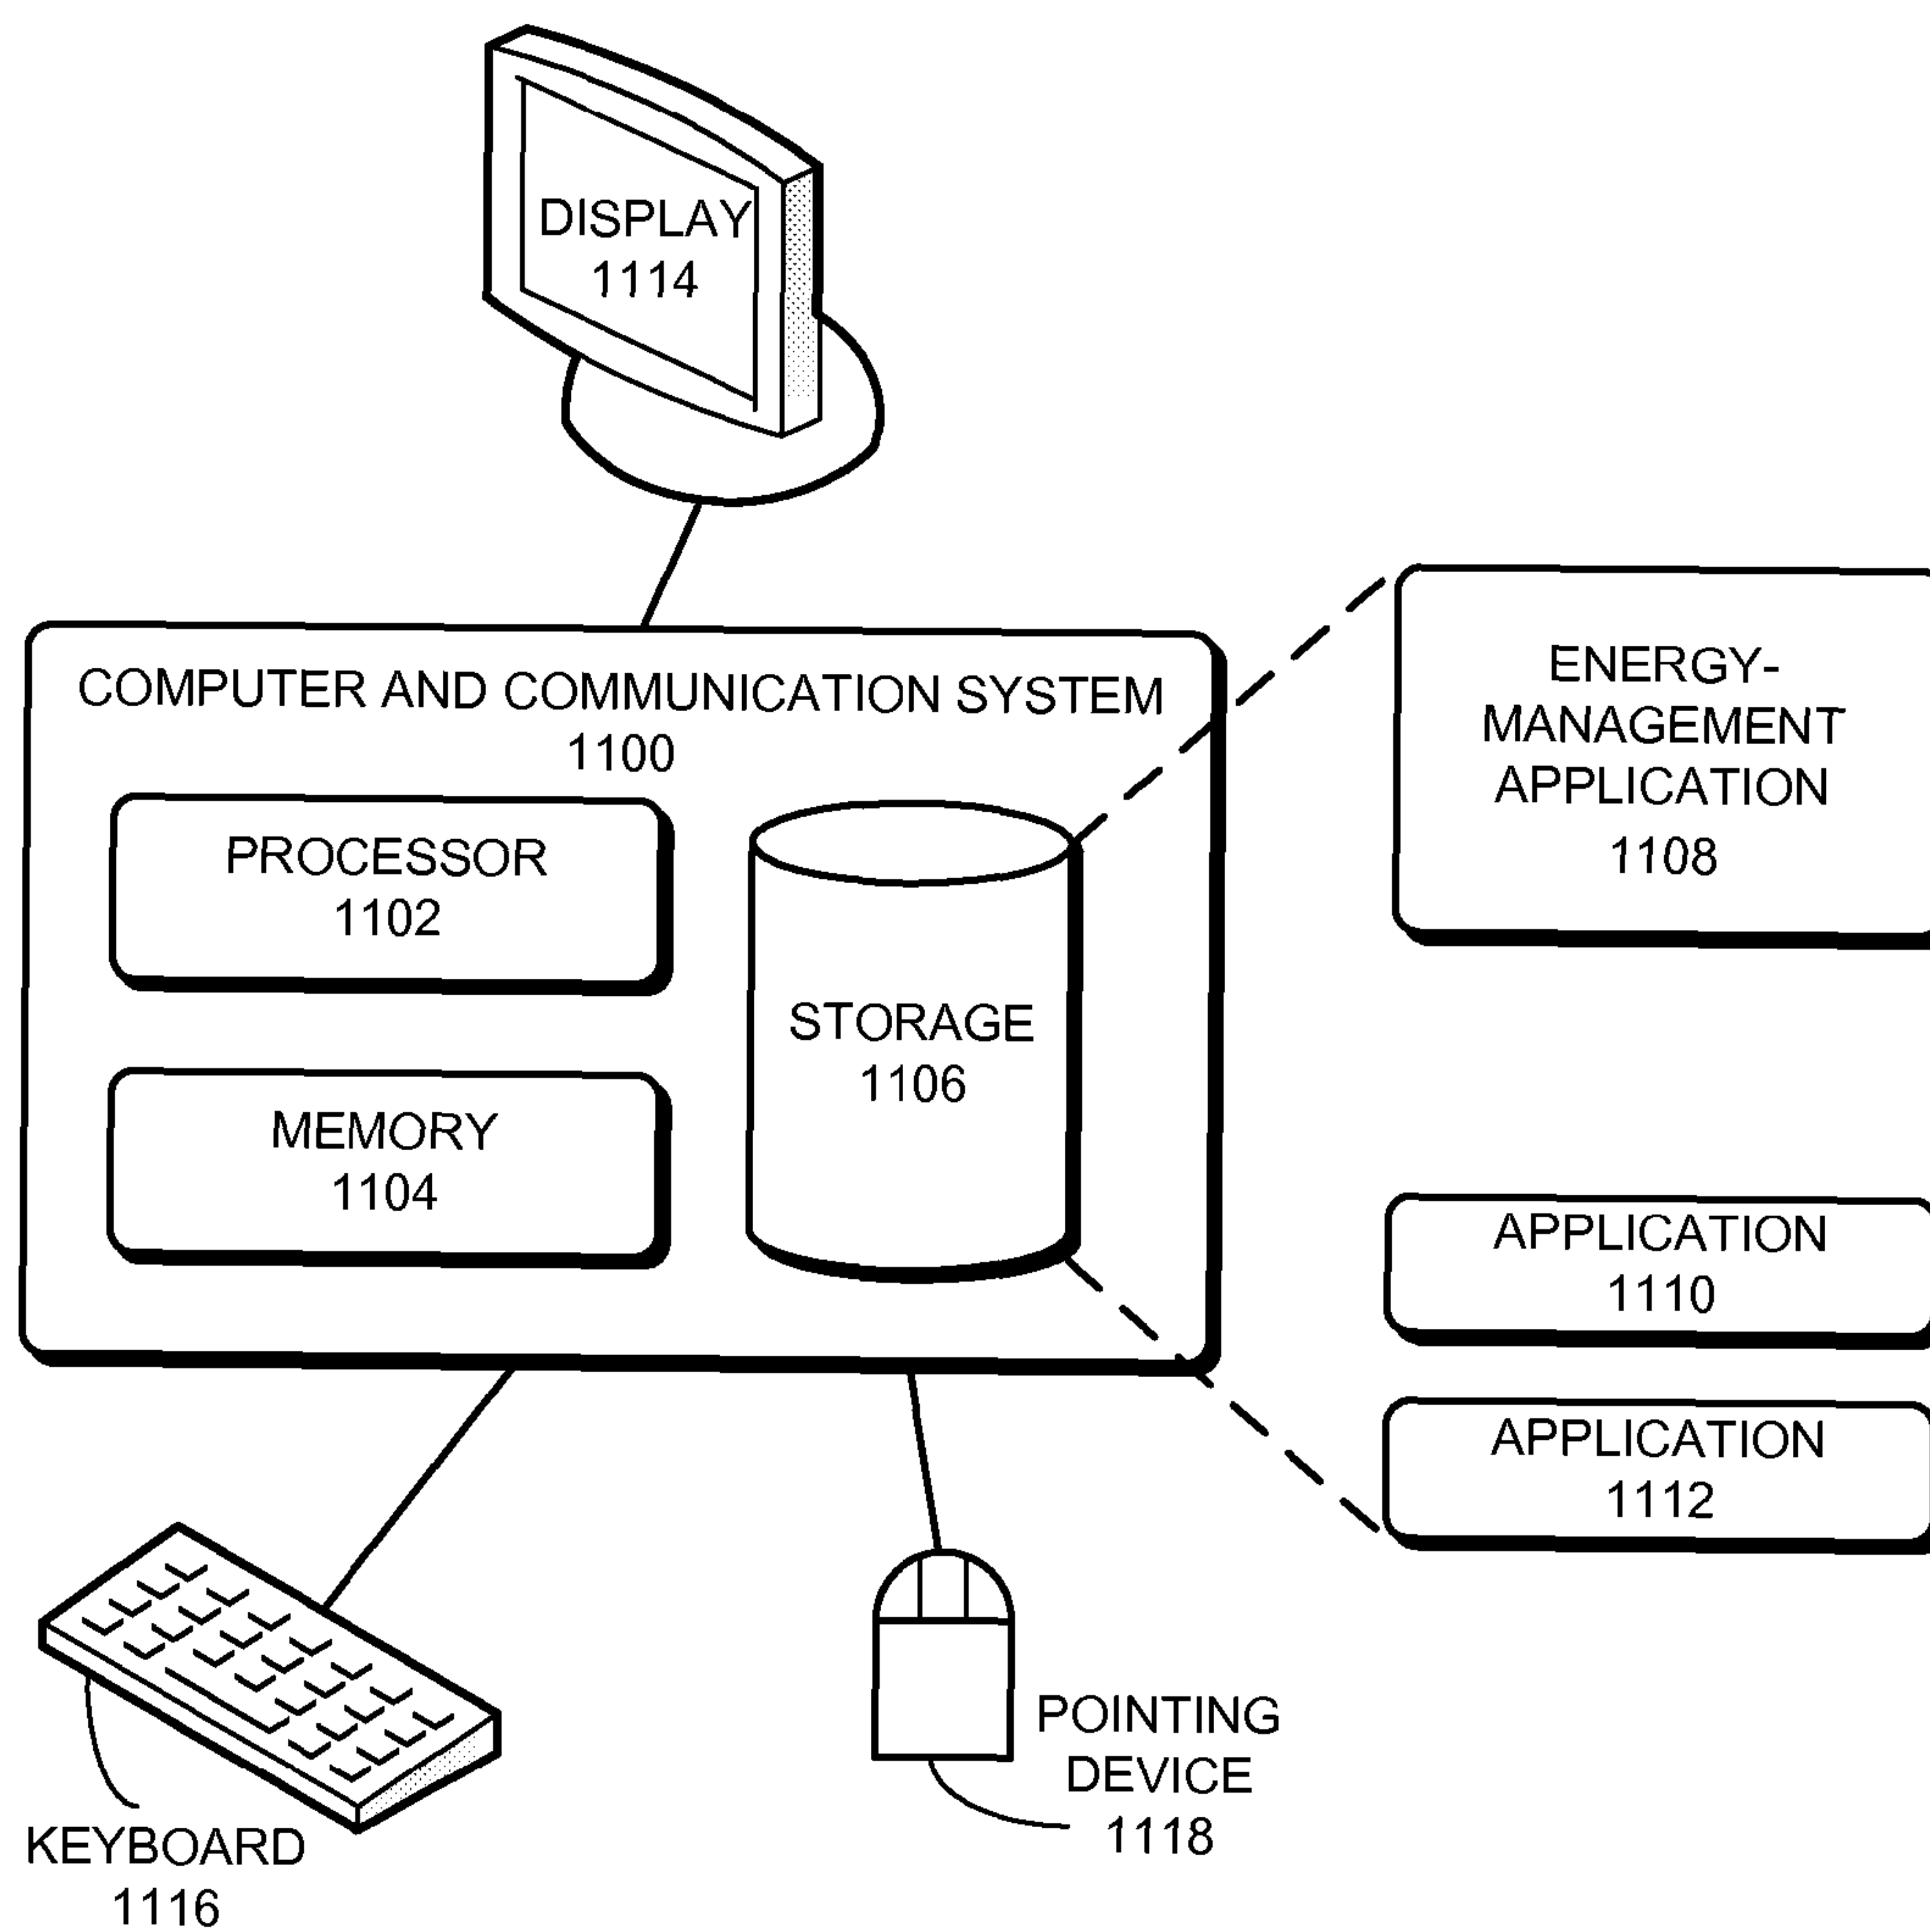 DISPLAY
1114
COMPUTER AND COMMUNICATION SYSTEM
1100
PROCESSOR
1102
MEMORY
1104
STORAGE
1106
ENERGY-
MANAGEMENT
APPLICATION
1108
APPLICATION
1110
APPLICATION
1112
KEYBOARD
1116
POINTING
DEVICE
1118